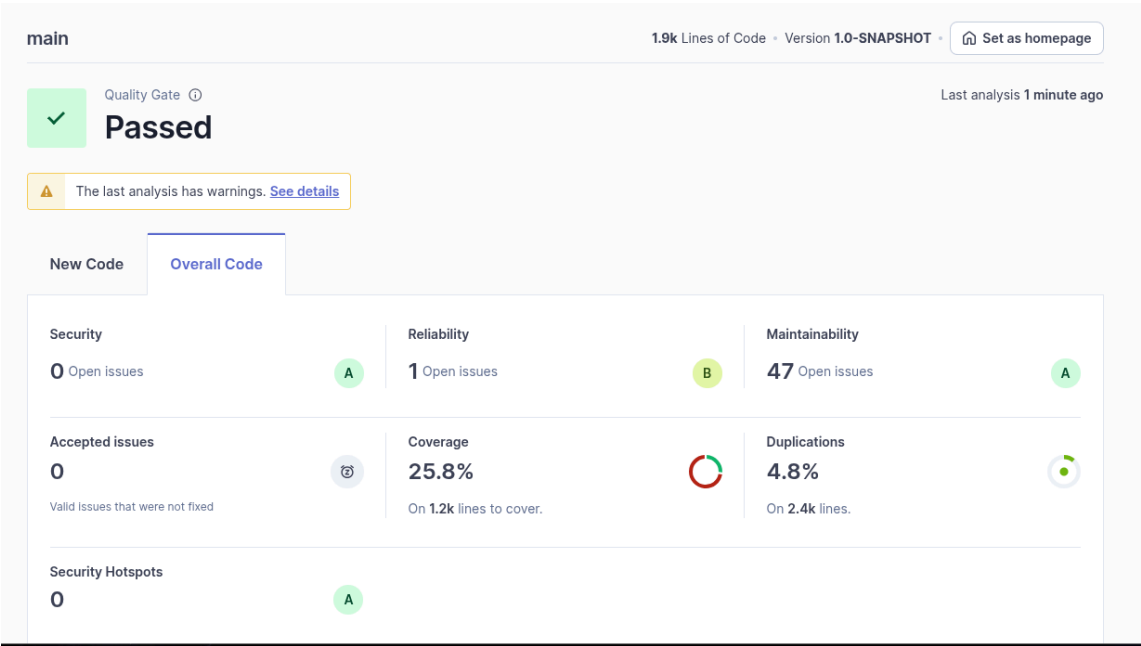 main
1.9k Lines of Code • Version 1.0-SNAPSHOT • Set as homepage
Quality Gate
Passed
Last analysis 1 minute ago
The last analysis has warnings. See details
New Code
Overall Code
Security
0 Open issues
A
Reliability
1 Open issues
B
Maintainability
47 Open issues
A
Accepted issues
0
Valid issues that were not fixed
Coverage
25.8%
On 1.2k lines to cover.
Duplications
4.8%
On 2.4k lines.
Security Hotspots
0
A